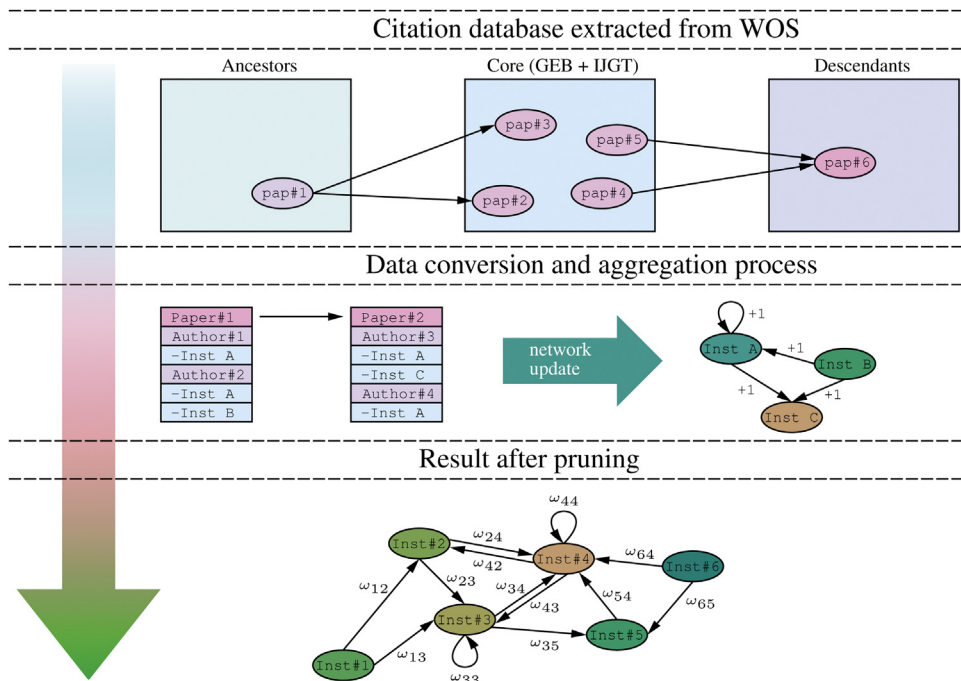 Citation database extracted from WOS
Ancestors
Core (GEB + IJGT)
Descendants
pap#1
pap#3
pap#2
pap#5
pap#4
pap#6
Data conversion and aggregation process
Paper#1
Author#1
-Inst A
Author#2
-Inst A
-Inst B
Paper#2
Author#3
-Inst A
-Inst C
Author#4
-Inst A
network
update
+1
Inst A
+1
Inst B
+1
+1
Inst C
Result after pruning
ω44
Inst#2
ω24
ω42
Inst#4
ω64
Inst#6
ω12
ω23
ω34
ω43
ω54
ω65
Inst#3
Inst#5
ω13
ω35
Inst#1
ω33